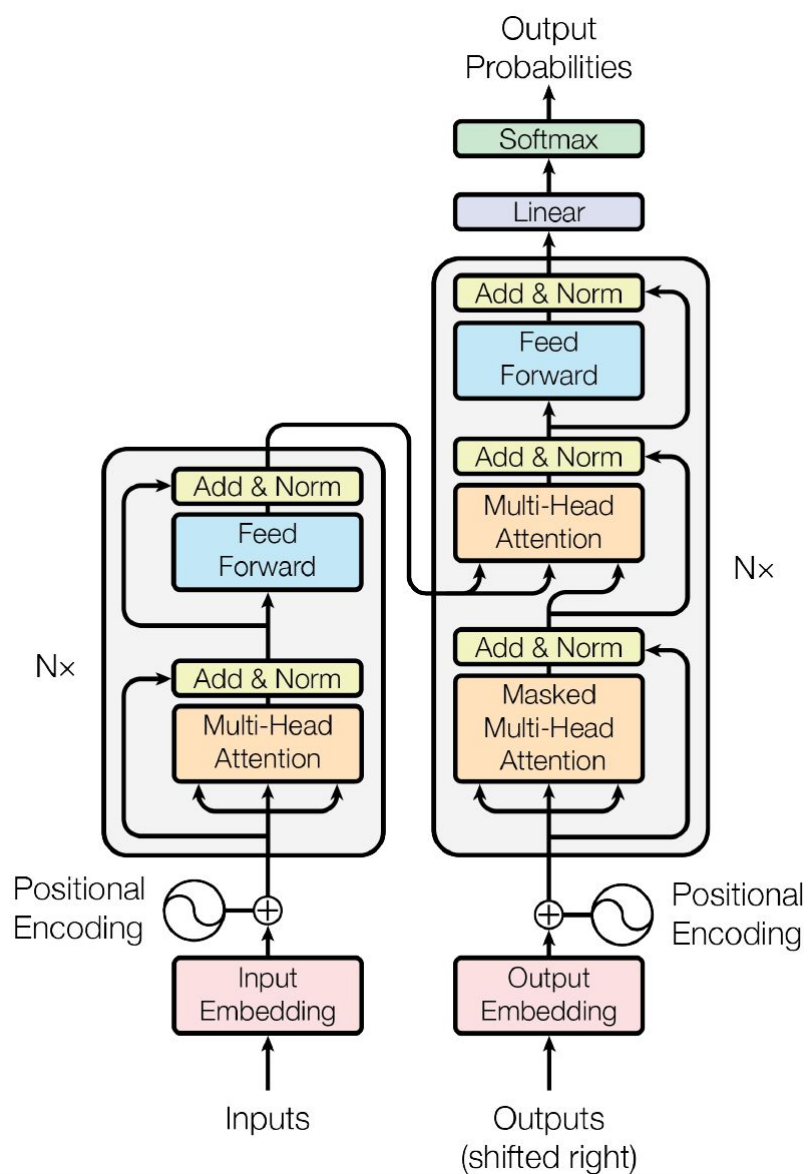 Output
Probabilities
Softmax
Linear
Add & Norm
Feed
Forward
Add & Norm
Multi-Head
Attention
Add & Norm
Masked
Multi-Head
Attention
N×
Add & Norm
Feed
Forward
Add & Norm
Multi-Head
Attention
N×
Positional
Encoding
Positional
Encoding
Input
Embedding
Output
Embedding
Inputs
Outputs
(shifted right)